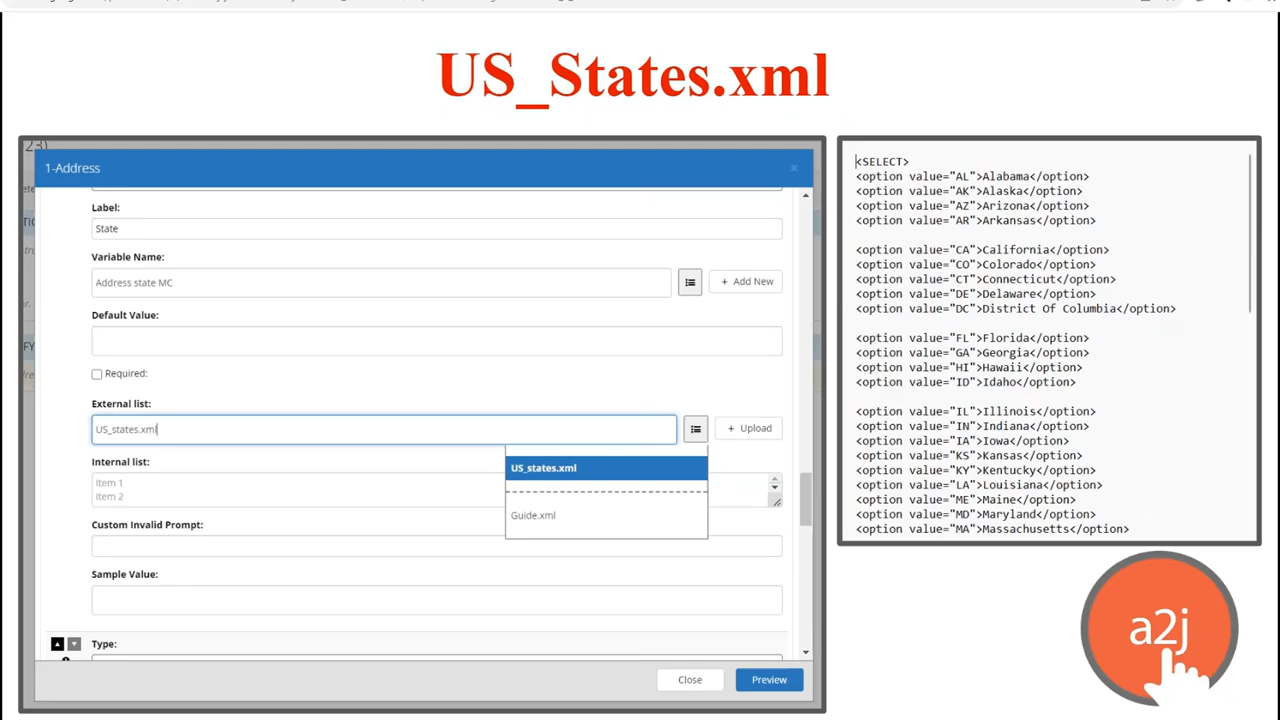 US_States.xml
23)
1-Address
×
Label:
State
Variable Name:
Address state MC
+ Add New
Default Value:
Required:
External list:
US_states.xml
+ Upload
US_states.xml
Guide.xml
Internal list:
Item 1
Item 2
Custom Invalid Prompt:
Sample Value:
Type:
Close
Preview
<SELECT>
<option value="AL">Alabama</option>
<option value="AK">Alaska</option>
<option value="AZ">Arizona</option>
<option value="AR">Arkansas</option>
<option value="CA">California</option>
<option value="CO">Colorado</option>
<option value="CT">Connecticut</option>
<option value="DE">Delaware</option>
<option value="DC">District Of Columbia</option>
<option value="FL">Florida</option>
<option value="GA">Georgia</option>
<option value="HI">Hawaii</option>
<option value="ID">Idaho</option>
<option value="IL">Illinois</option>
<option value="IN">Indiana</option>
<option value="IA">Iowa</option>
<option value="KS">Kansas</option>
<option value="KY">Kentucky</option>
<option value="LA">Louisiana</option>
<option value="ME">Maine</option>
<option value="MD">Maryland</option>
<option value="MA">Massachusetts</option>
a2j